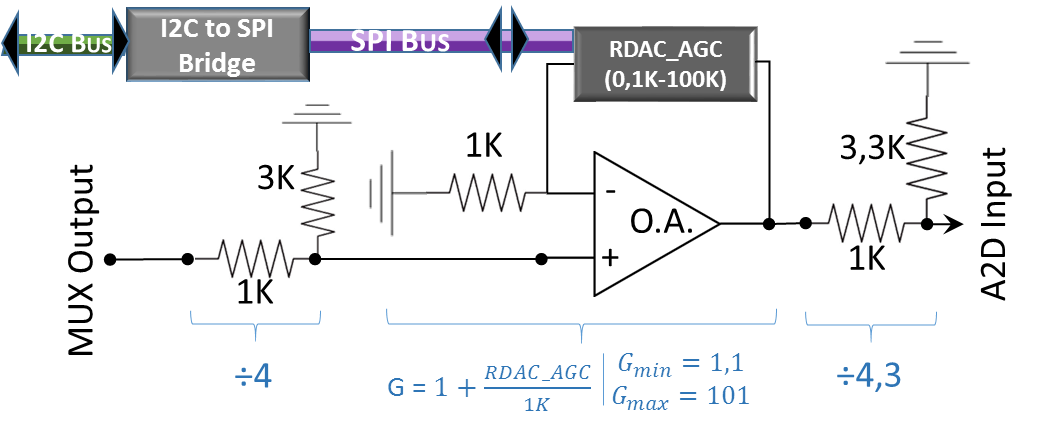 I2C BUS
I2C to SPI
Bridge
SPI BUS
RDAC_AGC
(0,1K-100K)
1K
3K
3,3K
MUX Output
1K
-
O.A.
+
1K
A2D Input
÷4
G = 1 + RDAC_AGC / 1K | G_min = 1,1
G_max = 101
÷4,3